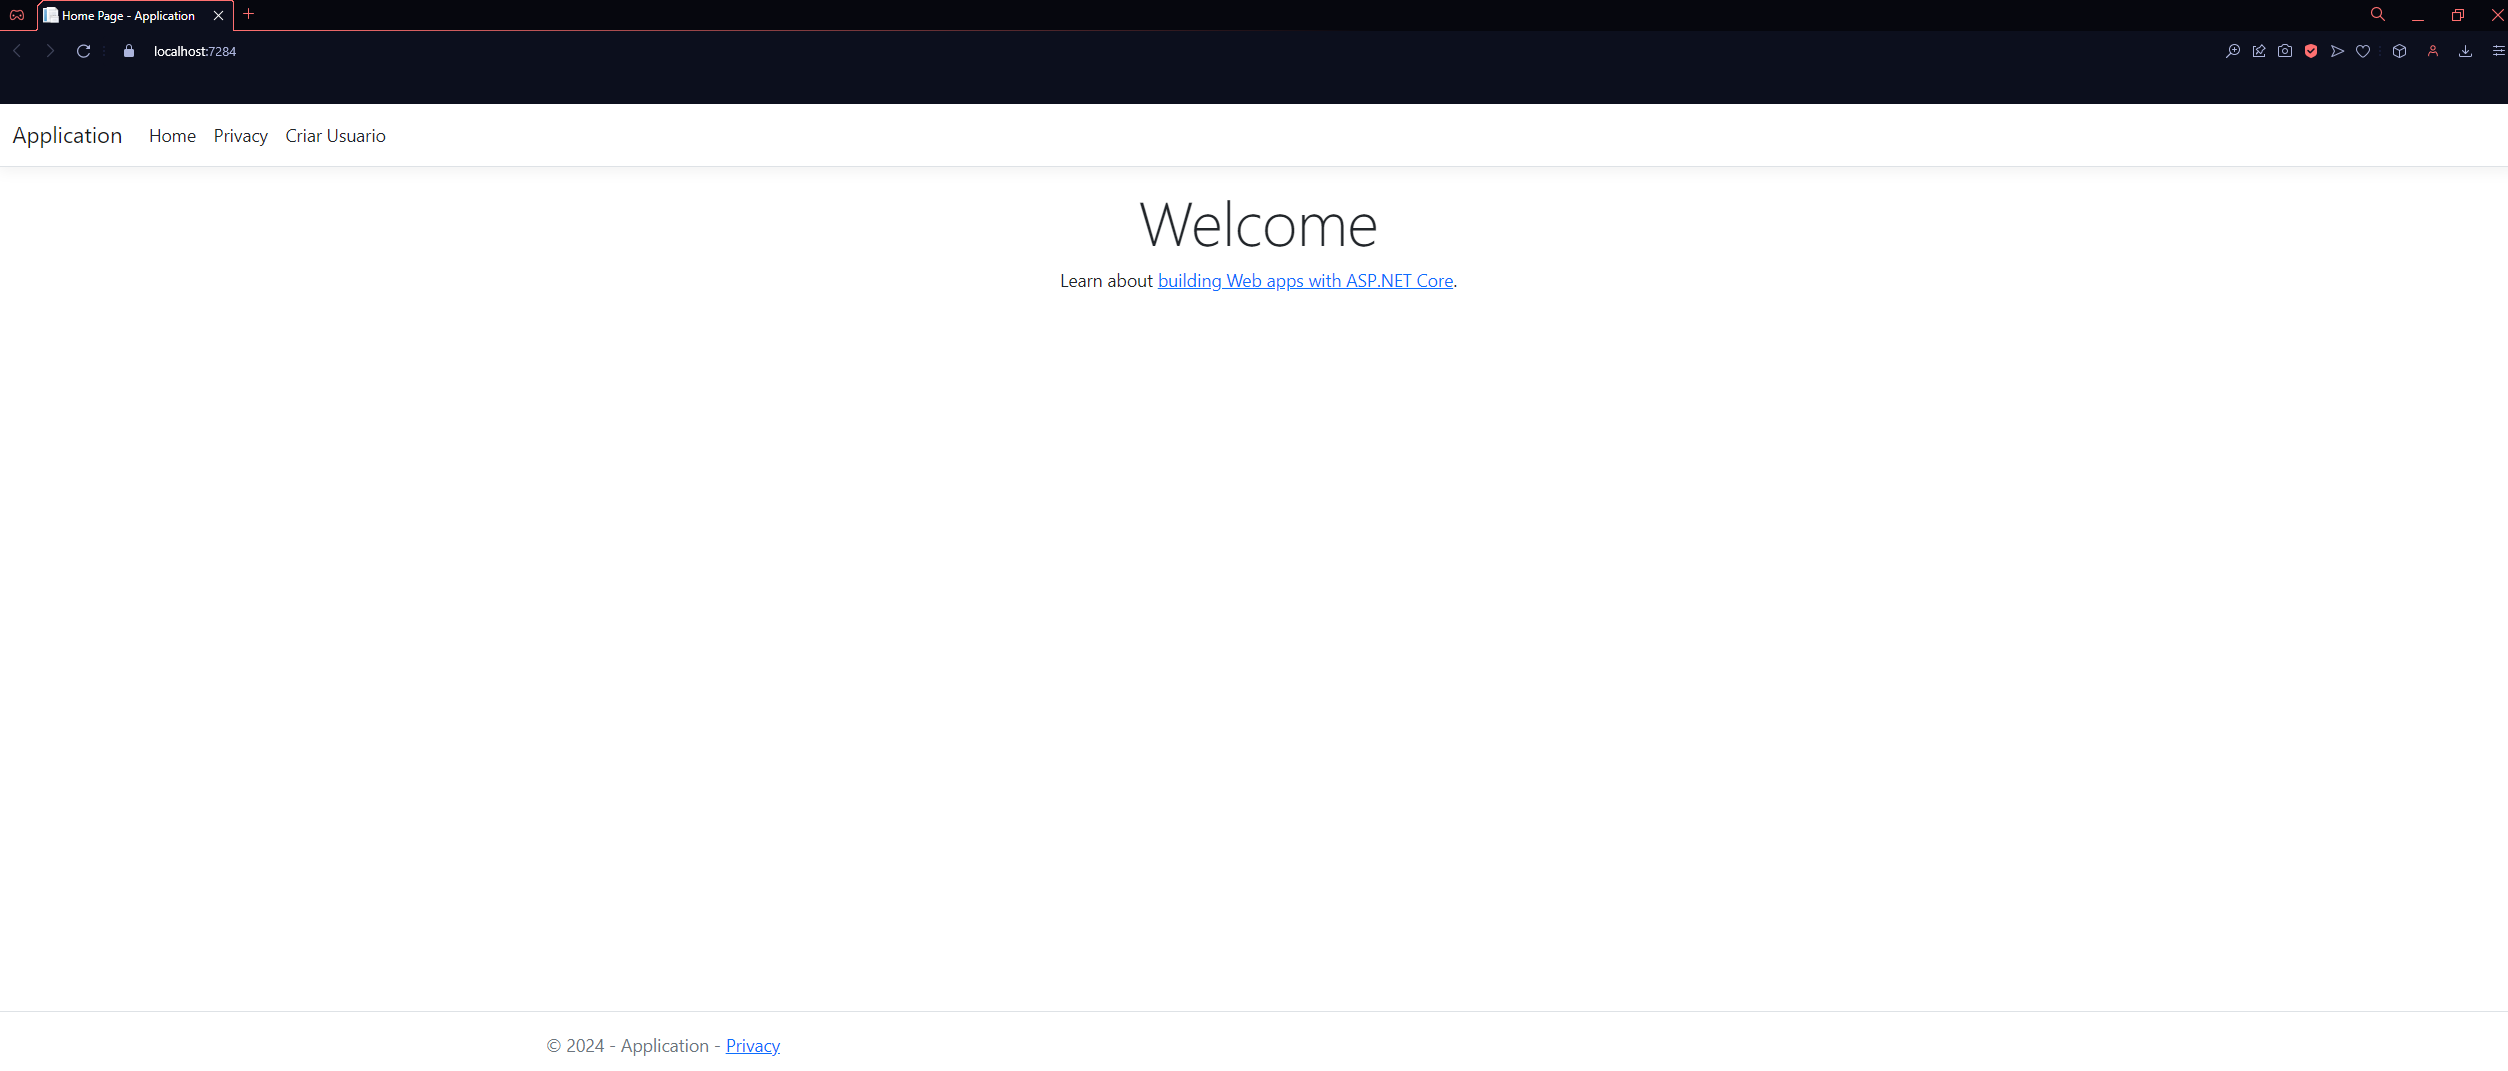 Home Page - Application
localhost:7284
Application Home Privacy Criar Usuario
Welcome
Learn about building Web apps with ASP.NET Core.
© 2024 - Application - Privacy